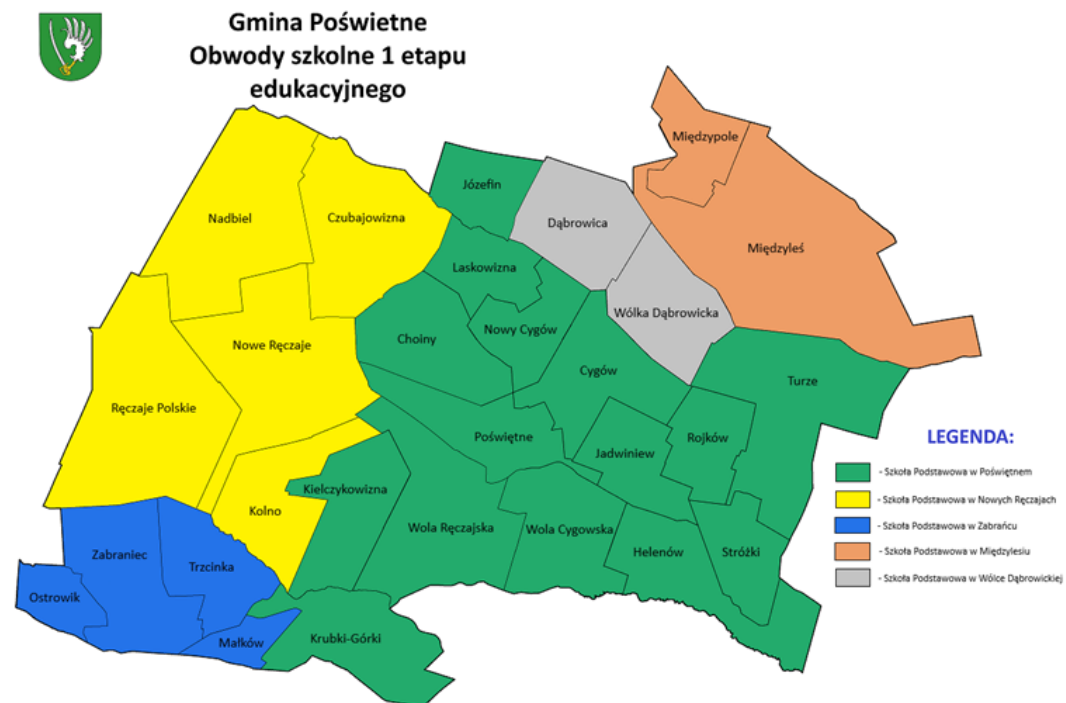 Gmina Poświetne
Obwody szkolne 1 etapu
edukacyjnego
Międzypole
Józefin
Nadbiel
Czubajowizna
Dąbrowica
Międzyleś
Laskowizna
Wólka Dąbrowicka
Nowy Cygów
Choiny
Nowe Ręczaje
Cygów
Turze
Ręczaje Polskie
Poświętne
Rojków
Jadwiniew
Kielczykowizna
Kolno
Wola Ręczajska
Wola Cygowska
Helenów
Stróżki
Zabraniec
Trzcinka
Ostrowik
Małków
Krubki-Górki
LEGENDA:
- Szkoła Podstawowa w Poświętnem
- Szkoła Podstawowa w Nowych Ręczajach
- Szkoła Podstawowa w Zabrańcu
- Szkoła Podstawowa w Międzylesiu
- Szkoła Podstawowa w Wólce Dąbrowickiej